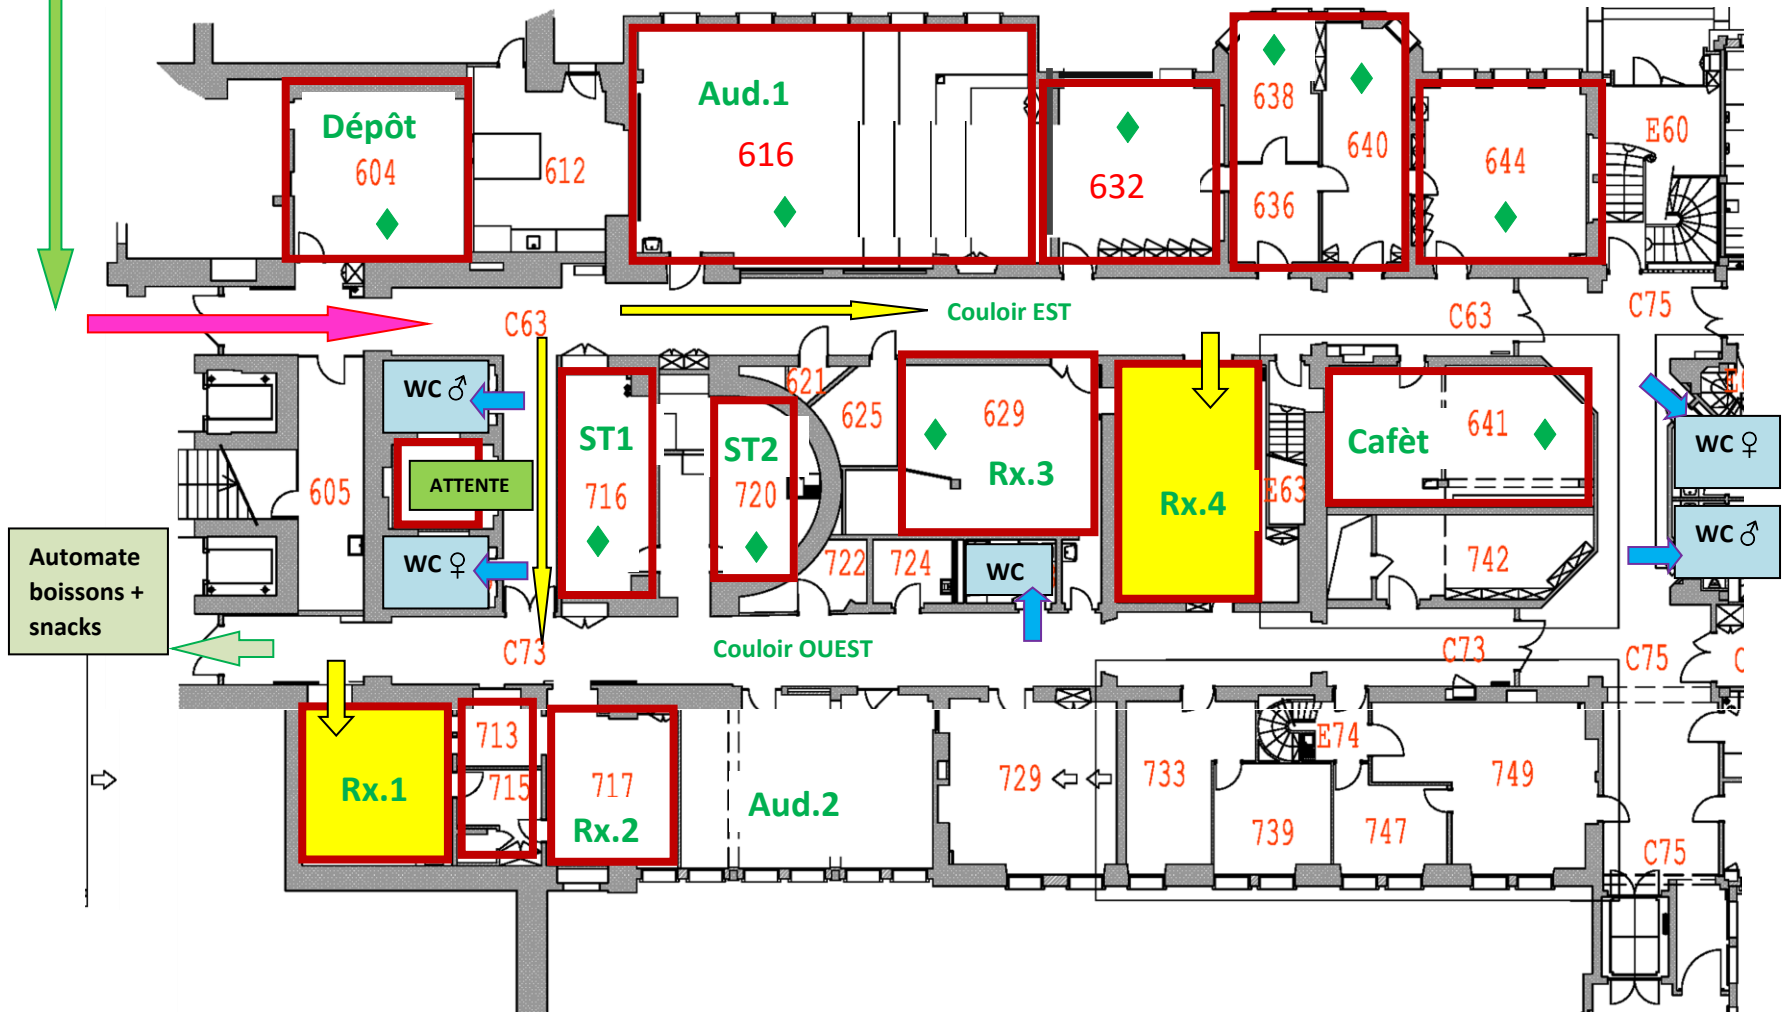 Dépôt
604
612
Aud.1
616
632
638
636
640
644
E60
Couloir EST
C63
C63
C75
WC ♂
ATTENTE
WC ♀
605
ST1
716
ST2
720
621
625
629
Rx.3
722
724
WC
Rx.4
E63
Cafèt
641
742
WC ♀
WC ♂
Automate
boissons +
snacks
C73
Couloir OUEST
C73
C75
Rx.1
713
715
717
Rx.2
Aud.2
729
733
739
E74
747
749
C75